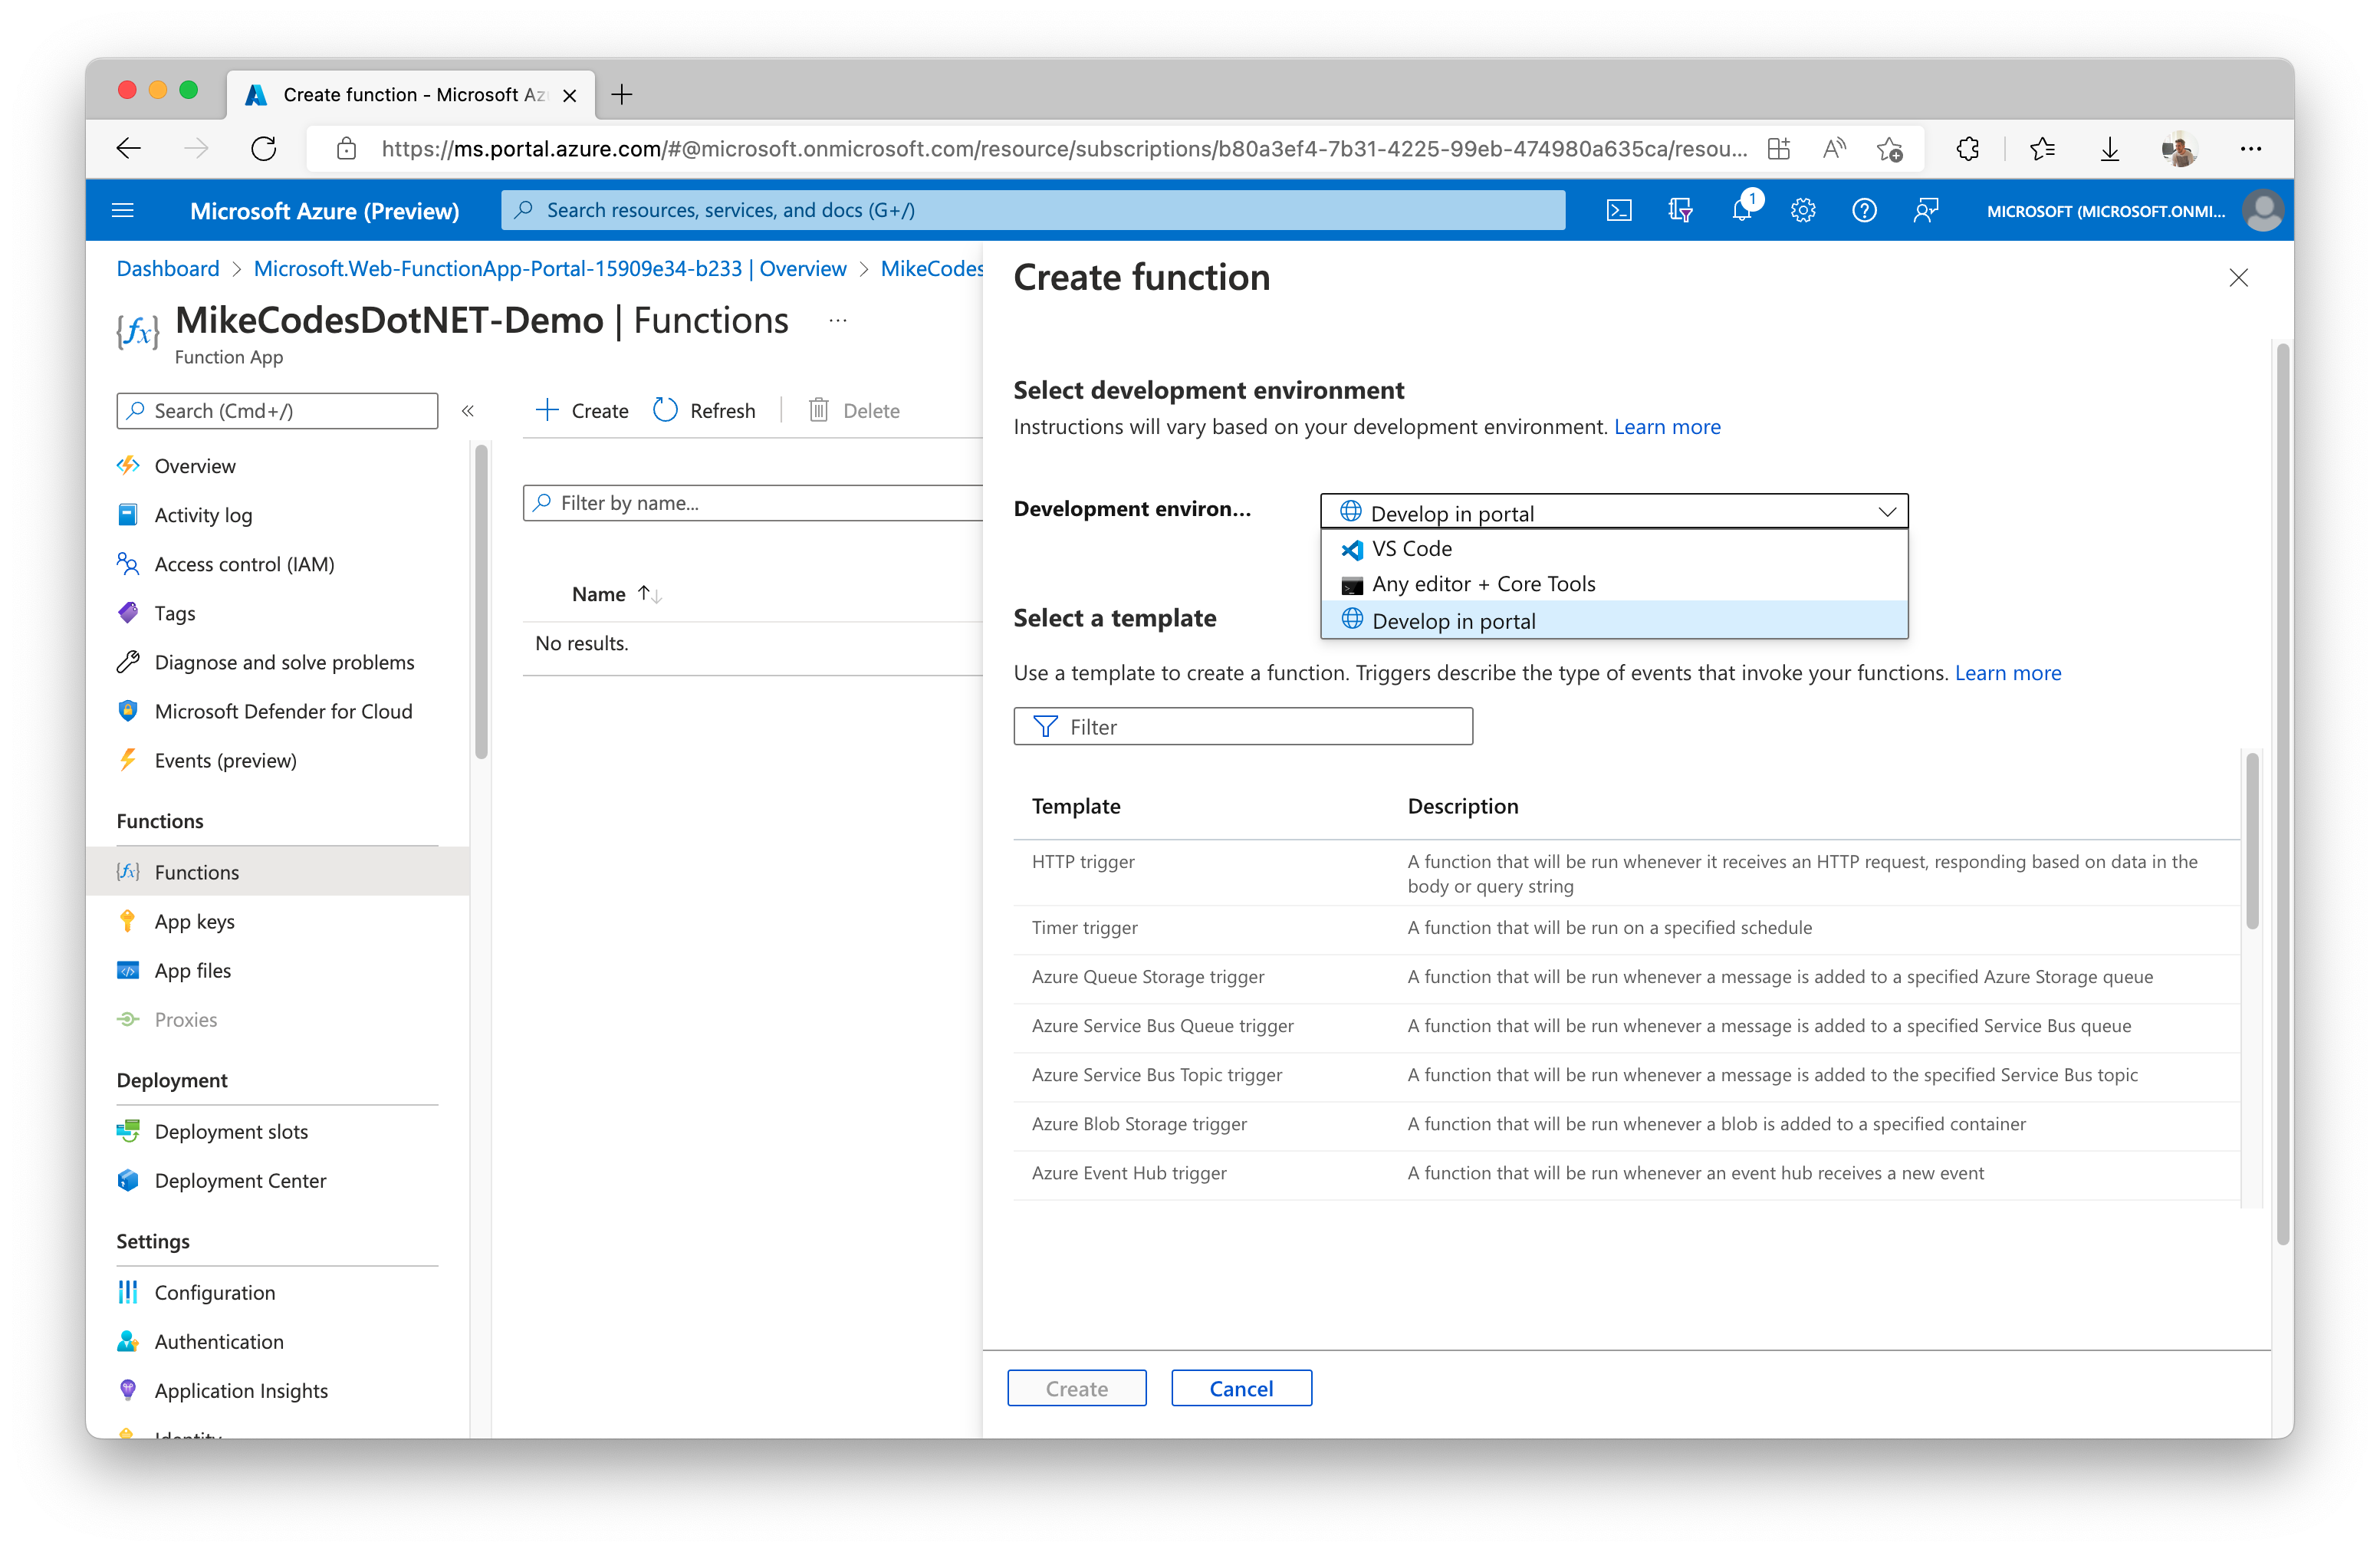 Create function - Microsoft Az
https://ms.portal.azure.com/#@microsoft.onmicrosoft.com/resource/subscriptions/b80a3ef4-7b31-4225-99eb-474980a635ca/resou...
Microsoft Azure (Preview)
Search resources, services, and docs (G+/)
1
MICROSOFT (MICROSOFT.ONMI...
Dashboard > Microsoft.Web-FunctionApp-Portal-15909e34-b233 | Overview > MikeCodes
MikeCodesDotNET-Demo | Functions ...
Function App
Search (Cmd+/)
«
Overview
Activity log
Access control (IAM)
Tags
Diagnose and solve problems
Microsoft Defender for Cloud
Events (preview)
Functions
Functions
App keys
App files
Proxies
Deployment
Deployment slots
Deployment Center
Settings
Configuration
Authentication
Application Insights
Identity
Create Refresh Delete
Filter by name...
Name
No results.
Create function
Select development environment
Instructions will vary based on your development environment. Learn more
Development environ... Develop in portal
VS Code
Any editor + Core Tools
Develop in portal
Select a template
Use a template to create a function. Triggers describe the type of events that invoke your functions. Learn more
Filter
Template Description
HTTP trigger A function that will be run whenever it receives an HTTP request, responding based on data in the
body or query string
Timer trigger A function that will be run on a specified schedule
Azure Queue Storage trigger A function that will be run whenever a message is added to a specified Azure Storage queue
Azure Service Bus Queue trigger A function that will be run whenever a message is added to a specified Service Bus queue
Azure Service Bus Topic trigger A function that will be run whenever a message is added to the specified Service Bus topic
Azure Blob Storage trigger A function that will be run whenever a blob is added to a specified container
Azure Event Hub trigger A function that will be run whenever an event hub receives a new event
Create Cancel